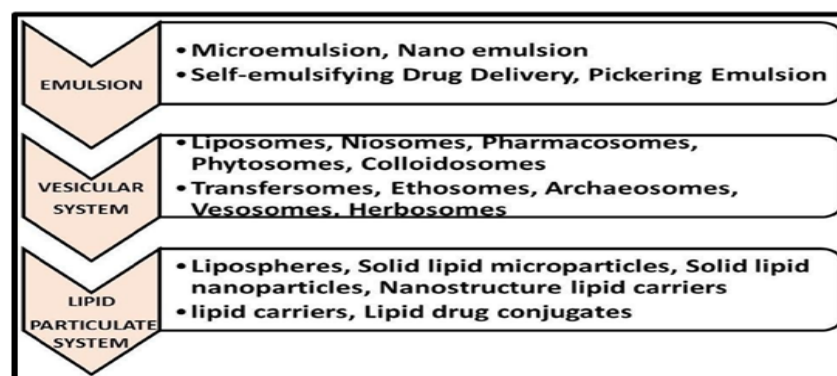 EMULSION
•Microemulsion, Nano emulsion
•Self-emulsifying Drug Delivery, Pickering Emulsion
VESICULAR
SYSTEM
•Liposomes, Niosomes, Pharmacosomes,
Phytosomes, Colloidosomes
•Transfersomes, Ethosomes, Archaeosomes,
Vesosomes, Herbosomes
LIPID
PARTICULATE
SYSTEM
•Lipospheres, Solid lipid microparticles, Solid lipid
nanoparticles, Nanostructure lipid carriers
•lipid carriers, Lipid drug conjugates